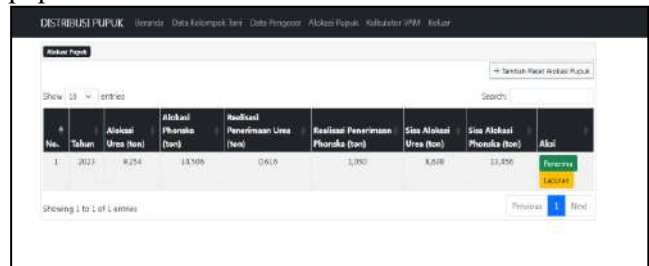 DISTRIBUSI PUPUK Beranda Data Kelompok Tani Data Pengecer Alokasi Pupuk Kalkulator VAM Keluar
Alokasi Pupuk
+ Tambah Paket Alokasi Pupuk
Show 10 entries Search:
No. Tahun Alokasi Urea (ton) Alokasi Phonska (ton) Realisasi Penerimaan Urea (ton) Realisasi Penerimaan Phonska (ton) Sisa Alokasi Urea (ton) Sisa Alokasi Phonska (ton) Aksi
1 2023 9,254 14,506 0,616 1,050 8,638 13,456 Penerima
Laporan
Showing 1 to 1 of 1 entries Previous 1 Next